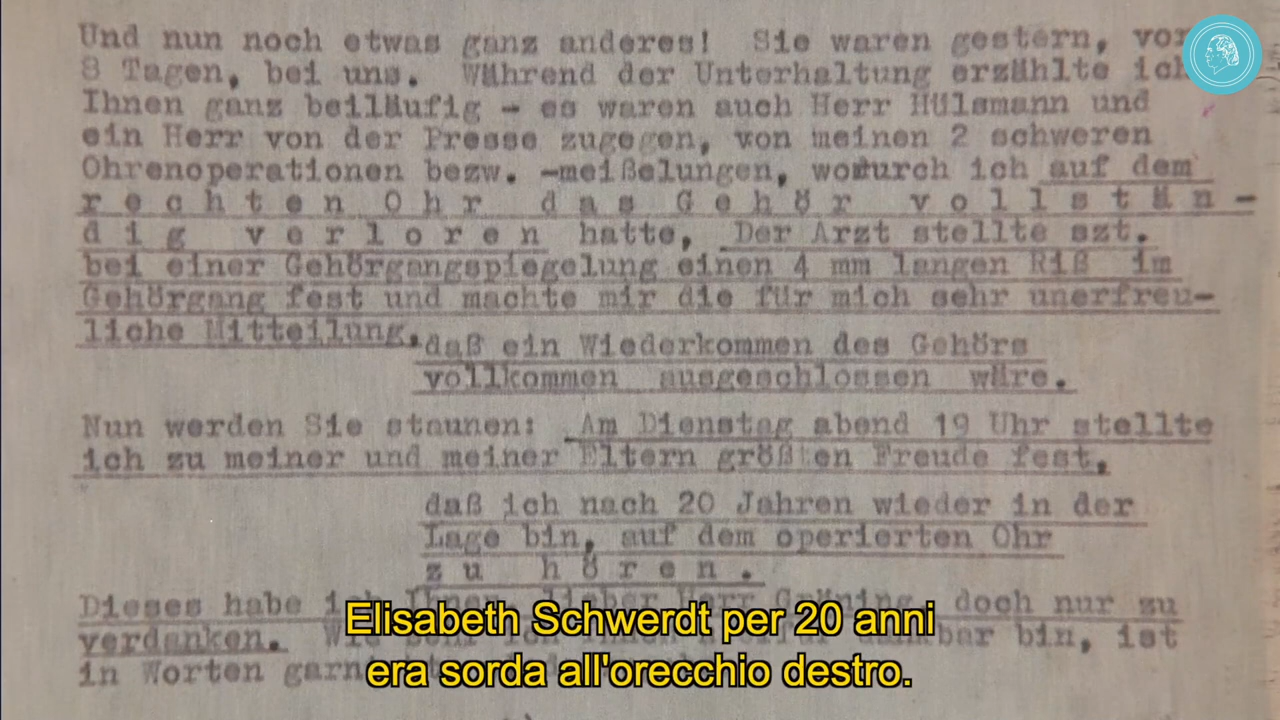 Und nun noch etwas ganz anderes! Sie waren gestern, vor
8 Tagen, bei uns. Während der Unterhaltung erzählte ich
Ihnen ganz beiläufig - es waren auch Herr Hülsmann und
ein Herr von der Presse zugegen, von meinen 2 schweren
Ohrenoperationen bezw. -meißelungen, wodurch ich auf dem
r e c h t e n O h r d a s G e h ö r v o l l s t ä n -
d i g v e r l o r e n hatte, Der Arzt stellte szt.
bei einer Gehörgangspiegelung einen 4 mm langen Riß im
Gehörgang fest und machte mir die für mich sehr unerfreu-
liche Mitteilung,
daß ein Wiederkommen des Gehörs
vollkommen ausgeschlossen wäre.
Nun werden Sie staunen: Am Dienstag abend 19 Uhr stellte
ich zu meiner und meiner Eltern größten Freude fest,
daß ich nach 20 Jahren wieder in der
Lage bin, auf dem operierten Ohr
z u h ö r e n .
Dieses habe ich Ihnen, lieber Herr Gröning, doch nur zu
verdanken. bin, ist
in Worten
Elisabeth Schwerdt per 20 anni
era sorda all'orecchio destro.